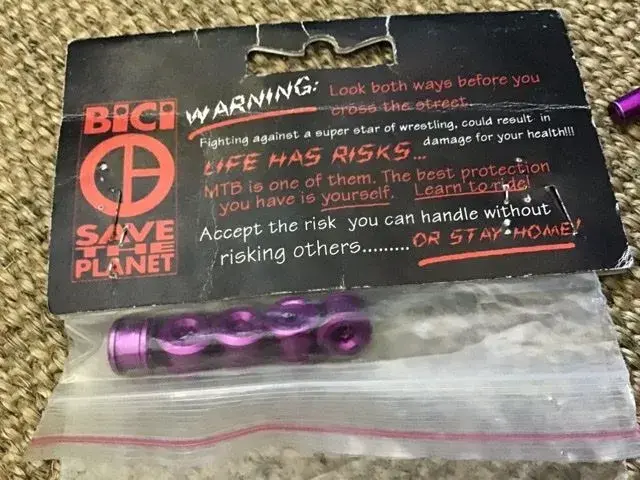 BiCi
SAVE
THE
PLANET
WARNING: Look both ways before you
cross the street.
Fighting against a super star of wrestling, could result in
damage for your health!!!
LIFE HAS RISKS...
MTB is one of them. The best protection
you have is yourself. Learn to ride!
Accept the risk you can handle without
risking others......... OR STAY HOME!